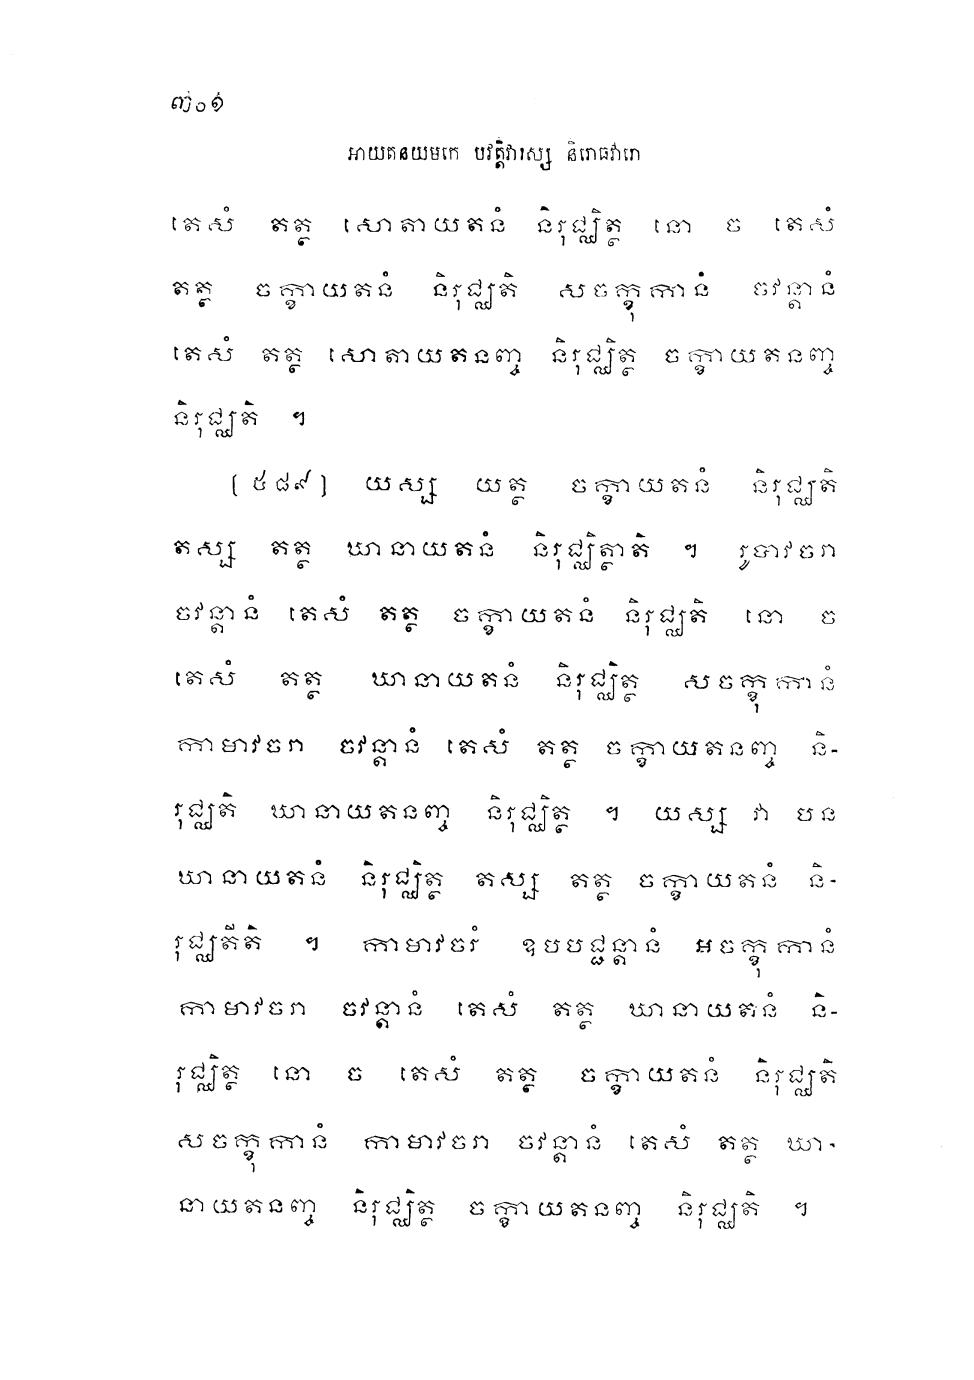 ៣០១
អាយតនយមកេ បវត្តិវារស្ស និរោធវារោ
តេសំ តត្ថ សោតាយតនំ និរុជ្ឈិត្ថ នោ ច តេសំ
តត្ថ ចក្ខាយតនំ និរុជ្ឈតិ សចក្ខុកានំ ចវន្តានំ
តេសំ តត្ថ សោតាយតនញ្ច និរុជ្ឈិត្ថ ចក្ខាយតនញ្ច
និរុជ្ឈតិ ។
[៥៨៩] យស្ស យត្ថ ចក្ខាយតនំ និរុជ្ឈតិ
តស្ស តត្ថ ឃានាយតនំ និរុជ្ឈិត្ថាតិ ។ រូបាវចរា
ចវន្តានំ តេសំ តត្ថ ចក្ខាយតនំ និរុជ្ឈតិ នោ ច
តេសំ តត្ថ ឃានាយតនំ និរុជ្ឈិត្ថ សចក្ខុកានំ
កាមាវចរា ចវន្តានំ តេសំ តត្ថ ចក្ខាយតនញ្ច និ-
រុជ្ឈតិ ឃានាយតនញ្ច និរុជ្ឈិត្ថ ។ យស្ស វា បន
ឃានាយតនំ និរុជ្ឈិត្ថ តស្ស តត្ថ ចក្ខាយតនំ និ-
រុជ្ឈតីតិ ។ កាមាវចរំ ឧបបជ្ជន្តានំ អចក្ខុកានំ
កាមាវចរា ចវន្តានំ តេសំ តត្ថ ឃានាយតនំ និ-
រុជ្ឈិត្ថ នោ ច តេសំ តត្ថ ចក្ខាយតនំ និរុជ្ឈតិ
សចក្ខុកានំ កាមាវចរា ចវន្តានំ តេសំ តត្ថ ឃា-
នាយតនញ្ច និរុជ្ឈិត្ថ ចក្ខាយតនញ្ច និរុជ្ឈតិ ។